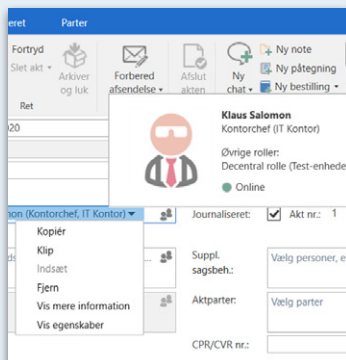 eret Parter
Fortryd
Slet akt
Arkiver
og luk
Forbered
afsendelse
Afslut
akten
Ny
chat
Ny note
Ny påtegning
Ny bestilling
Ret
020
Klaus Salomon
Kontorchef (IT Kontor)
Øvrige roller:
Decentral rolle (Test-enhede
Online
mon (Kontorchef, IT Kontor)
Journaliseret: Akt nr.: 1
Kopiér
Klip
Indsæt
Fjern
Vis mere information
Vis egenskaber
Suppl.
sagsbeh.:
Vælg personer, e
Aktparter:
Vælg parter
CPR/CVR nr.: